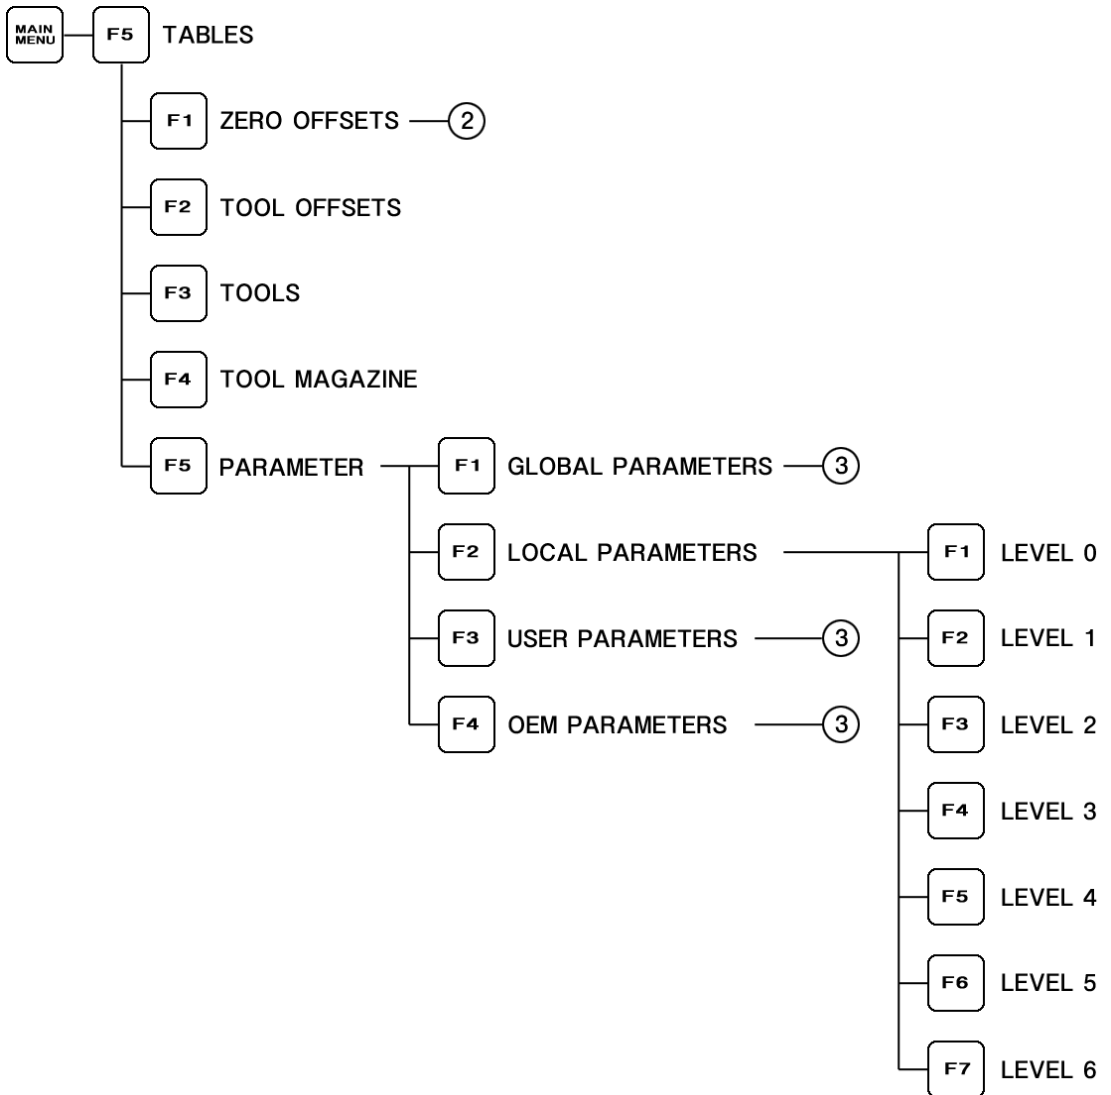 MAIN
MENU
F5 TABLES
F1 ZERO OFFSETS 2
F2 TOOL OFFSETS
F3 TOOLS
F4 TOOL MAGAZINE
F5 PARAMETER F1 GLOBAL PARAMETERS 3
F2 LOCAL PARAMETERS F1 LEVEL 0
F3 USER PARAMETERS 3 F2 LEVEL 1
F4 OEM PARAMETERS 3 F3 LEVEL 2
F4 LEVEL 3
F5 LEVEL 4
F6 LEVEL 5
F7 LEVEL 6